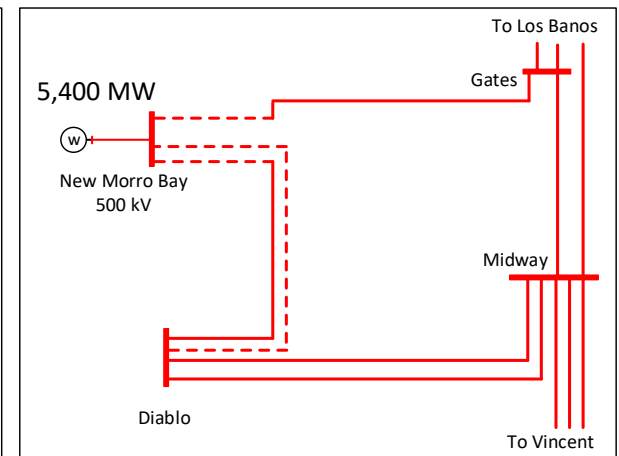 To Los Banos
Gates
5,400 MW
W
New Morro Bay
500 kV
Midway
Diablo
To Vincent